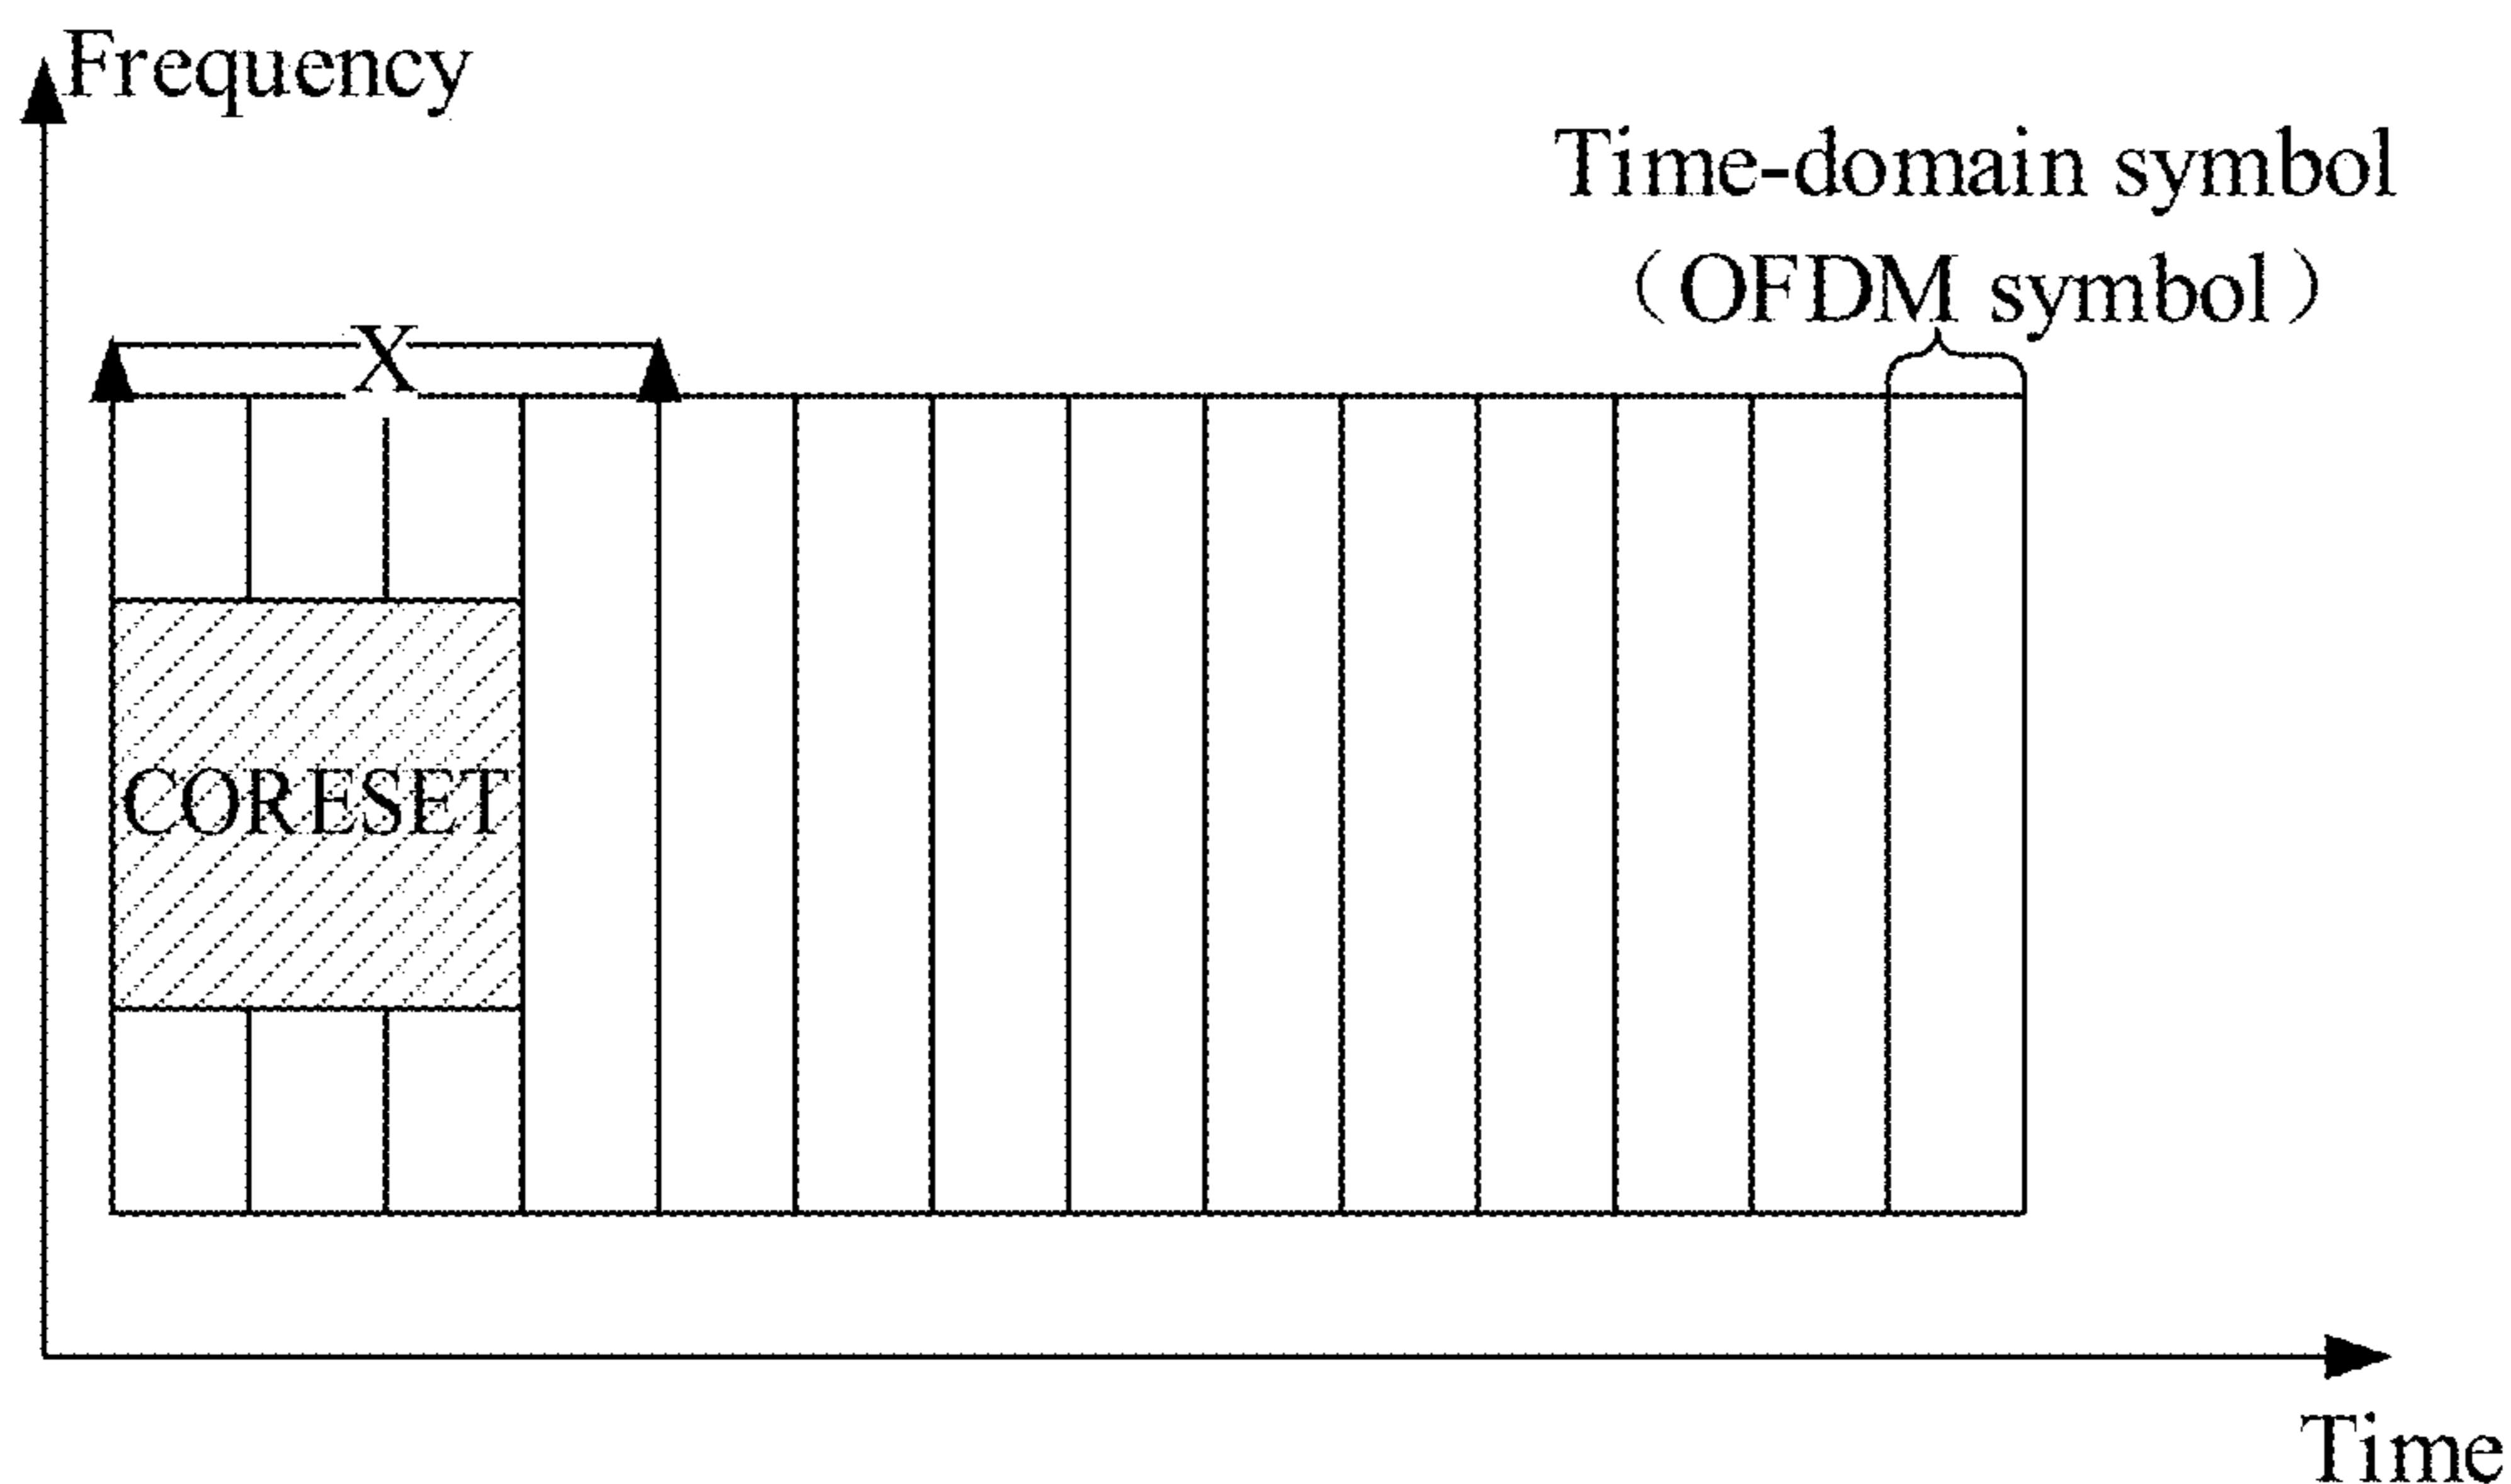 Frequency
Time-domain symbol
（OFDM symbol）
X
CORESET
Time